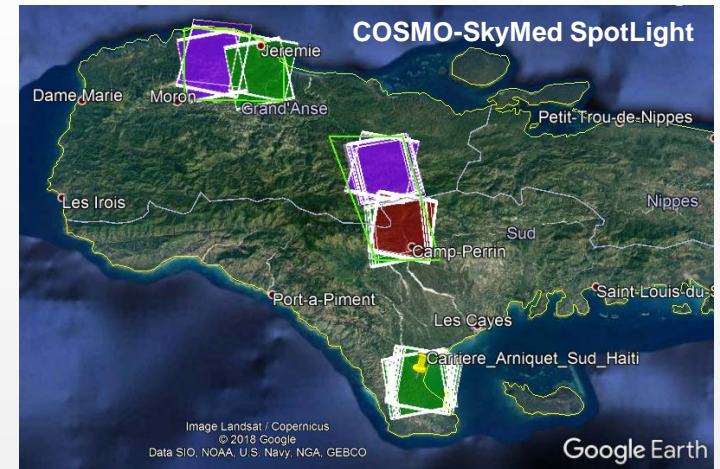 COSMO-SkyMed SpotLight
Jeremie
Dame Marie
Moron
Grand'Anse
Petit-Trou-de-Nippes
Les Irois
Nippes
Sud
Camp-Perrin
Port-a-Piment
Saint-Louis-du-S
Les Cayes
Carriere_Arniquet_Sud_Haiti
Image Landsat / Copernicus
© 2018 Google
Data SIO, NOAA, U.S. Navy, NGA, GEBCO
Google Earth